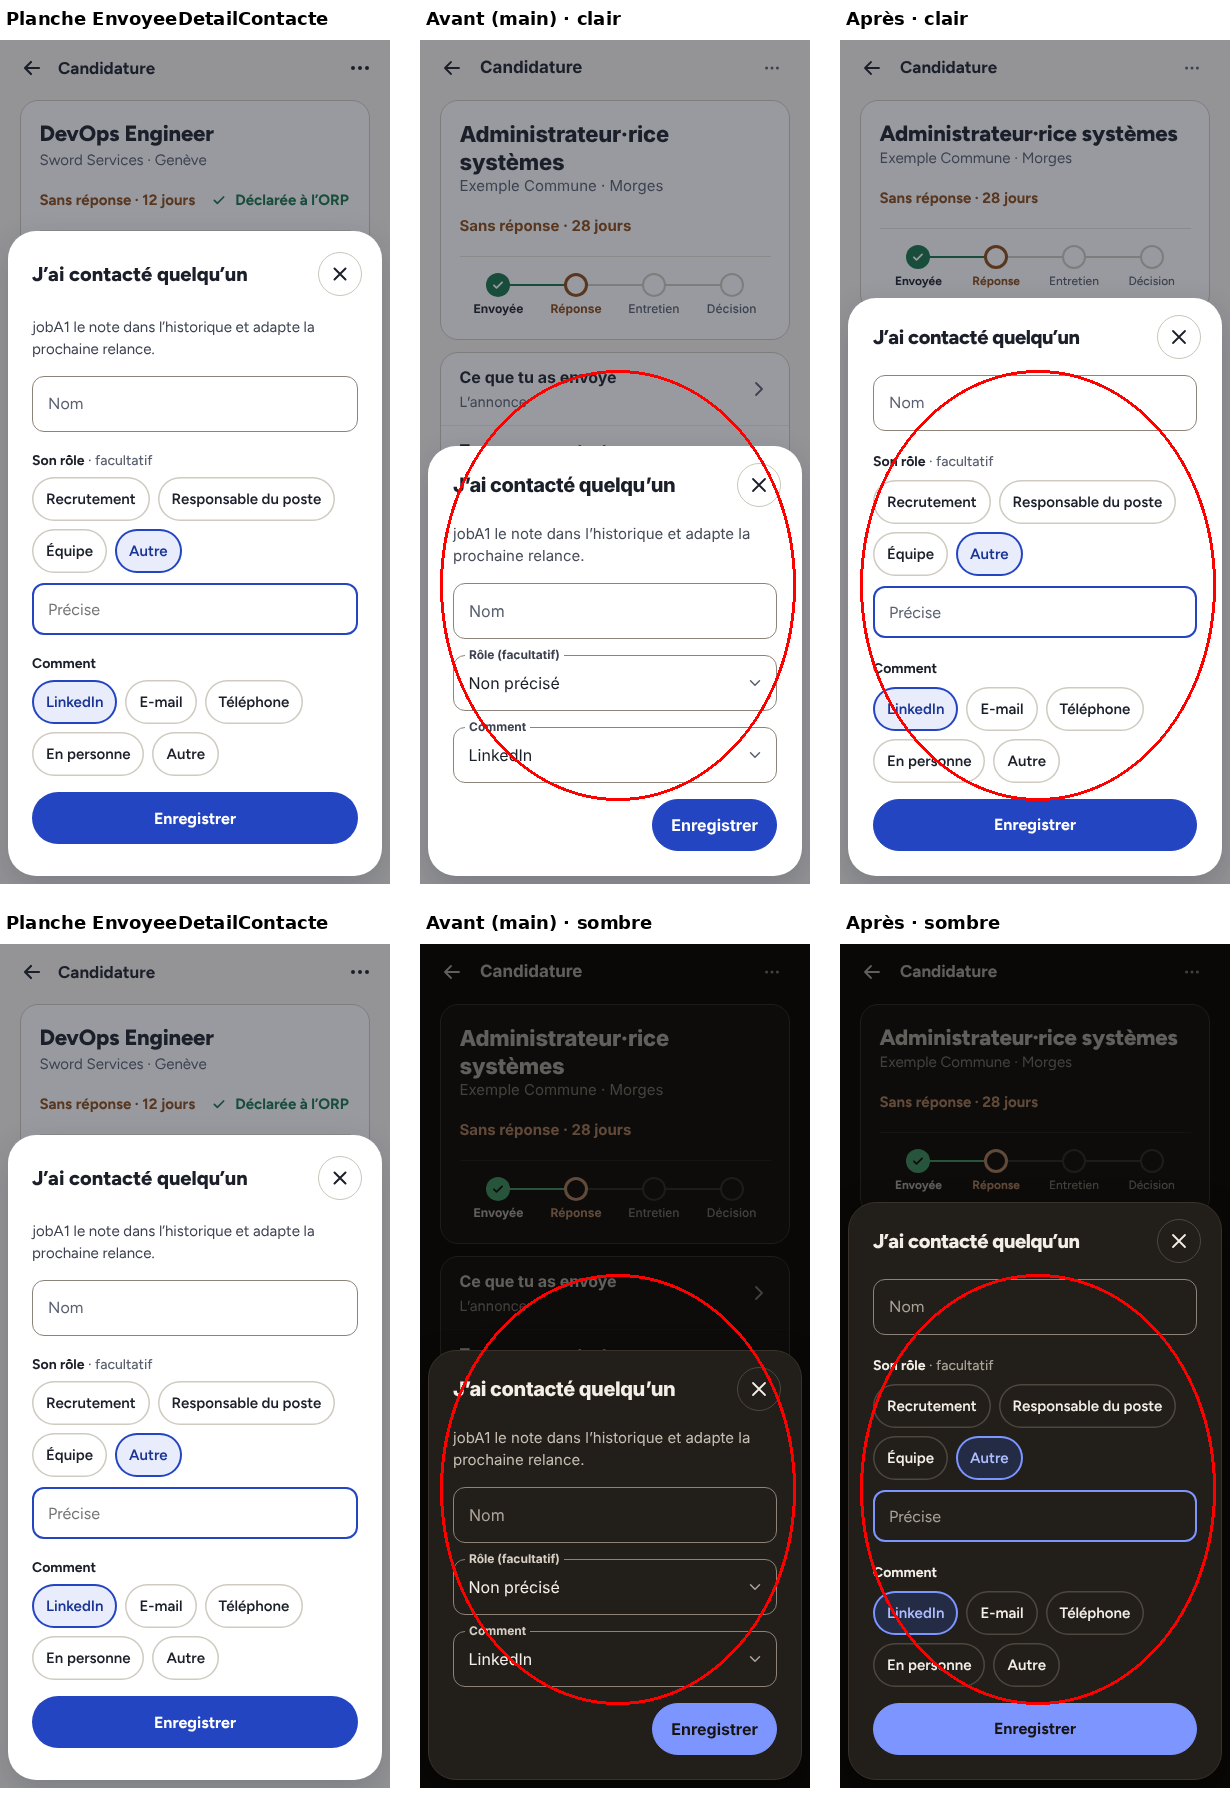 Planche EnvoyeeDetailContacte
Candidature
DevOps Engineer
Sword Services · Genève
Sans réponse · 12 jours
Déclarée à l’ORP
J’ai contacté quelqu’un
jobA1 le note dans l’historique et adapte la
prochaine relance.
Nom
Son rôle · facultatif
Recrutement
Responsable du poste
Équipe
Autre
Précise
Comment
LinkedIn
E-mail
Téléphone
En personne
Autre
Enregistrer
Avant (main) · clair
Candidature
Administrateur·rice
systèmes
Exemple Commune · Morges
Sans réponse · 28 jours
Envoyée
Réponse
Entretien
Décision
Ce que tu as envoyé
L’annonce
J’ai contacté quelqu’un
jobA1 le note dans l’historique et adapte la
prochaine relance.
Nom
Rôle (facultatif)
Non précisé
Comment
LinkedIn
Enregistrer
Après · clair
Candidature
Administrateur·rice systèmes
Exemple Commune · Morges
Sans réponse · 28 jours
Envoyée
Réponse
Entretien
Décision
J’ai contacté quelqu’un
Nom
Son rôle · facultatif
Recrutement
Responsable du poste
Équipe
Autre
Précise
Comment
LinkedIn
E-mail
Téléphone
En personne
Autre
Enregistrer
Planche EnvoyeeDetailContacte
Candidature
DevOps Engineer
Sword Services · Genève
Sans réponse · 12 jours
Déclarée à l’ORP
J’ai contacté quelqu’un
jobA1 le note dans l’historique et adapte la
prochaine relance.
Nom
Son rôle · facultatif
Recrutement
Responsable du poste
Équipe
Autre
Précise
Comment
LinkedIn
E-mail
Téléphone
En personne
Autre
Enregistrer
Avant (main) · sombre
Candidature
Administrateur·rice
systèmes
Exemple Commune · Morges
Sans réponse · 28 jours
Envoyée
Réponse
Entretien
Décision
Ce que tu as envoyé
L’annonce
J’ai contacté quelqu’un
jobA1 le note dans l’historique et adapte la
prochaine relance.
Nom
Rôle (facultatif)
Non précisé
Comment
LinkedIn
Enregistrer
Après · sombre
Candidature
Administrateur·rice systèmes
Exemple Commune · Morges
Sans réponse · 28 jours
Envoyée
Réponse
Entretien
Décision
J’ai contacté quelqu’un
Nom
Son rôle · facultatif
Recrutement
Responsable du poste
Équipe
Autre
Précise
Comment
LinkedIn
E-mail
Téléphone
En personne
Autre
Enregistrer